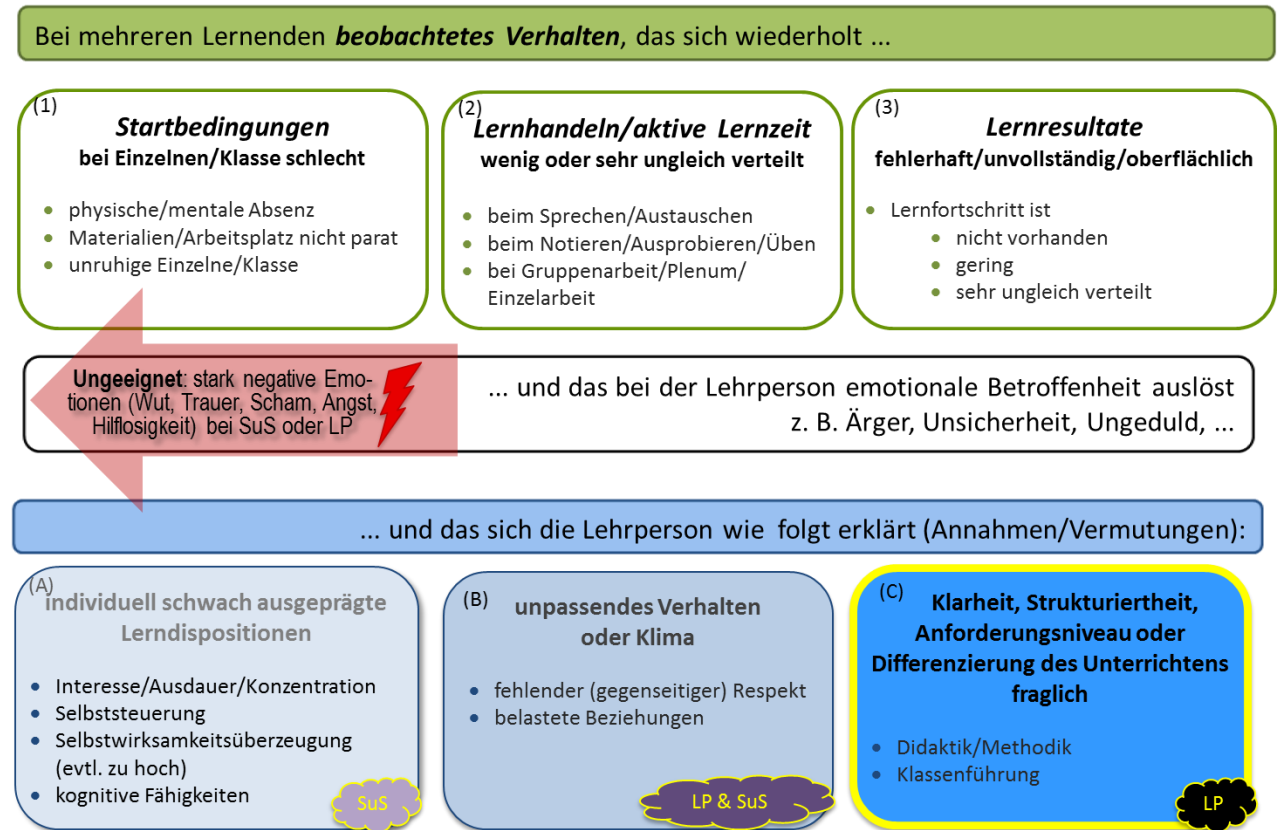 Bei mehreren Lernenden beobachtetes Verhalten, das sich wiederholt ...
(1)
Startbedingungen
bei Einzelnen/Klasse schlecht
• physische/mentale Absenz
• Materialien/Arbeitsplatz nicht parat
• unruhige Einzelne/Klasse
(2)
Lernhandeln/aktive Lernzeit
wenig oder sehr ungleich verteilt
• beim Sprechen/Austauschen
• beim Notieren/Ausprobieren/Üben
• bei Gruppenarbeit/Plenum/
Einzelarbeit
(3)
Lernresultate
fehlerhaft/unvollständig/oberflächlich
• Lernfortschritt ist
• nicht vorhanden
• gering
• sehr ungleich verteilt
Ungeeignet: stark negative Emo-
tionen (Wut, Trauer, Scham, Angst,
Hilflosigkeit) bei SuS oder LP
... und das bei der Lehrperson emotionale Betroffenheit auslöst
z. B. Ärger, Unsicherheit, Ungeduld, ...
... und das sich die Lehrperson wie folgt erklärt (Annahmen/Vermutungen):
(A)
individuell schwach ausgeprägte
Lerndispositionen
• Interesse/Ausdauer/Konzentration
• Selbststeuerung
• Selbstwirksamkeitsüberzeugung
(evtl. zu hoch)
• kognitive Fähigkeiten
SuS
(B)
unpassendes Verhalten
oder Klima
• fehlender (gegenseitiger) Respekt
• belastete Beziehungen
LP & SuS
(C)
Klarheit, Strukturiertheit,
Anforderungsniveau oder
Differenzierung des Unterrichtens
fraglich
• Didaktik/Methodik
• Klassenführung
LP